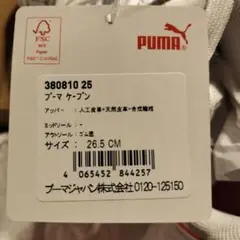 FSC
MIX
Paper
PUMA
380810 25
プーマ ケーブン
アッパー：人工皮革+天然皮革+合成繊維
ミッドソール：-
アウトソール：ゴム底
サイズ： 26.5 CM
4 065452 844257
プーマジャパン㈱ 0120-125150